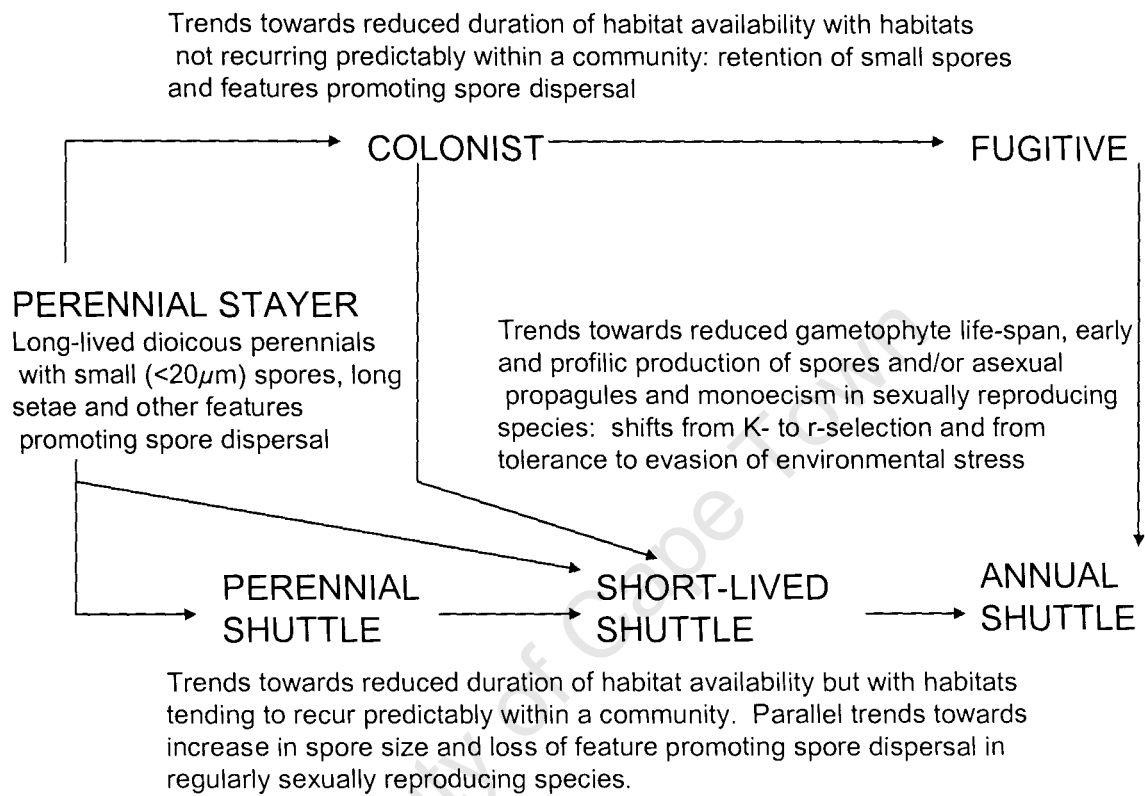 Trends towards reduced duration of habitat availability with habitats
not recurring predictably within a community: retention of small spores
and features promoting spore dispersal
COLONIST
FUGITIVE
PERENNIAL STAYER
Long-lived dioicous perennials
with small (<20µm) spores, long
setae and other features
promoting spore dispersal
Trends towards reduced gametophyte life-span, early
and profilic production of spores and/or asexual
propagules and monoecism in sexually reproducing
species: shifts from K- to r-selection and from
tolerance to evasion of environmental stress
PERENNIAL
SHUTTLE
SHORT-LIVED
SHUTTLE
ANNUAL
SHUTTLE
Trends towards reduced duration of habitat availability but with habitats
tending to recur predictably within a community. Parallel trends towards
increase in spore size and loss of feature promoting spore dispersal in
regularly sexually reproducing species.
ity of Cape Town